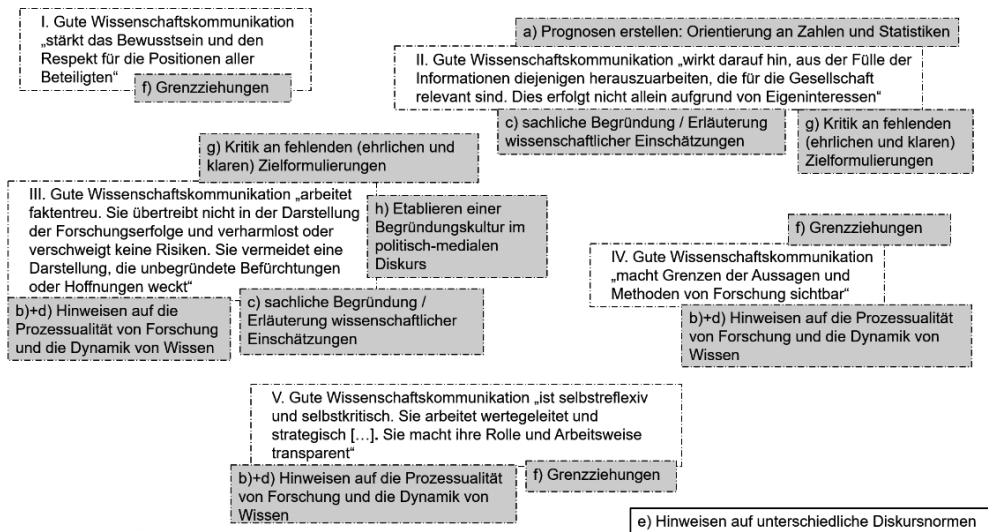 I. Gute Wissenschaftskommunikation
„stärkt das Bewusstsein und den
Respekt für die Positionen aller
Beteiligten“
f) Grenzziehungen
a) Prognosen erstellen: Orientierung an Zahlen und Statistiken
II. Gute Wissenschaftskommunikation „wirkt darauf hin, aus der Fülle der
Informationen diejenigen herauszuarbeiten, die für die Gesellschaft
relevant sind. Dies erfolgt nicht allein aufgrund von Eigeninteressen“
c) sachliche Begründung / Erläuterung
wissenschaftlicher Einschätzungen
g) Kritik an fehlenden
(ehrlichen und klaren)
Zielformulierungen
g) Kritik an fehlenden (ehrlichen und
klaren) Zielformulierungen
III. Gute Wissenschaftskommunikation „arbeitet
faktentreu. Sie übertreibt nicht in der Darstellung
der Forschungserfolge und verharmlost oder
verschweigt keine Risiken. Sie vermeidet eine
Darstellung, die unbegründete Befürchtungen
oder Hoffnungen weckt“
h) Etablieren einer
Begründungskultur im
politisch-medialen
Diskurs
b)+d) Hinweisen auf die
Prozessualität von Forschung
und die Dynamik von Wissen
c) sachliche Begründung /
Erläuterung wissenschaftlicher
Einschätzungen
f) Grenzziehungen
IV. Gute Wissenschaftskommunikation
„macht Grenzen der Aussagen und
Methoden von Forschung sichtbar“
b)+d) Hinweisen auf die Prozessualität
von Forschung und die Dynamik von
Wissen
V. Gute Wissenschaftskommunikation „ist selbstreflexiv
und selbstkritisch. Sie arbeitet wertegeleitet und
strategisch […]. Sie macht ihre Rolle und Arbeitsweise
transparent“
b)+d) Hinweisen auf die Prozessualität
von Forschung und die Dynamik von
Wissen
f) Grenzziehungen
e) Hinweisen auf unterschiedliche Diskursnormen